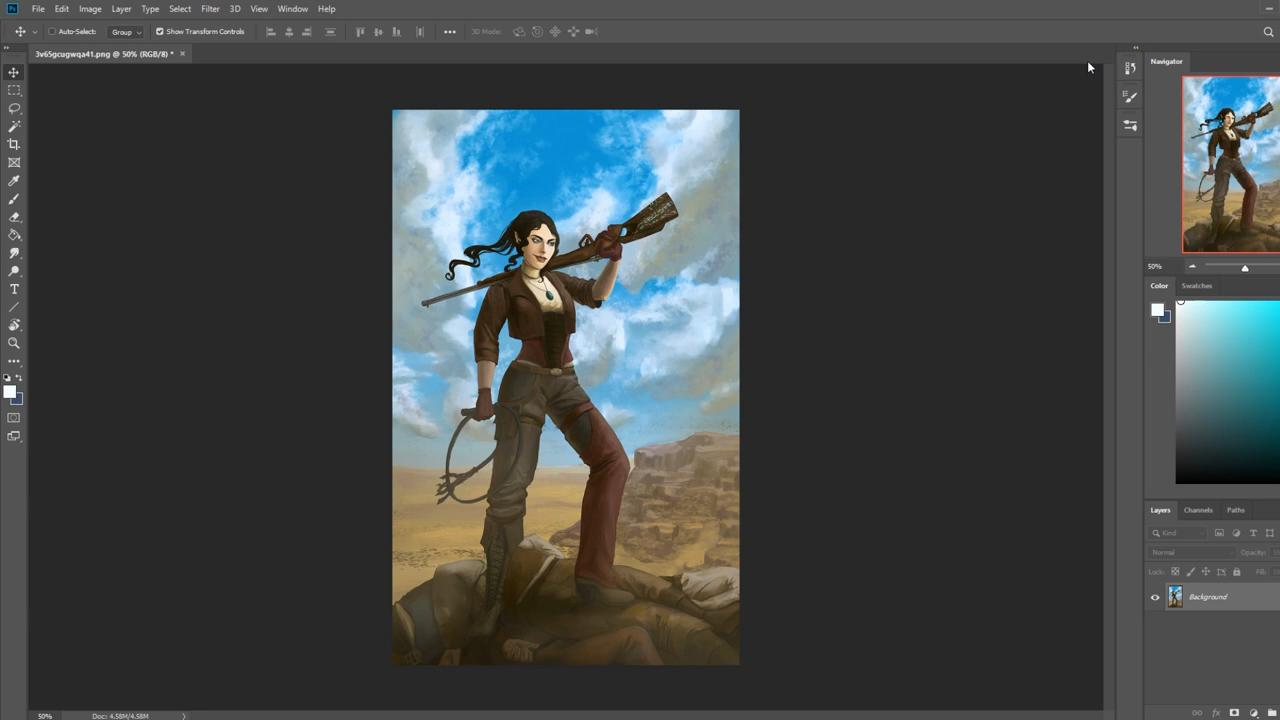 Ps File Edit Image Layer Type Select Filter 3D View Window Help
Auto-Select: Group Show Transform Controls 3D Mode:
3v65gcugwqa41.png @ 50% (RGB/8) *
Navigator
50%
Color Swatches
Layers Channels Paths
Kind
Normal Opacity:
Lock: Fill:
Background
50% Doc: 4.58M/4.58M